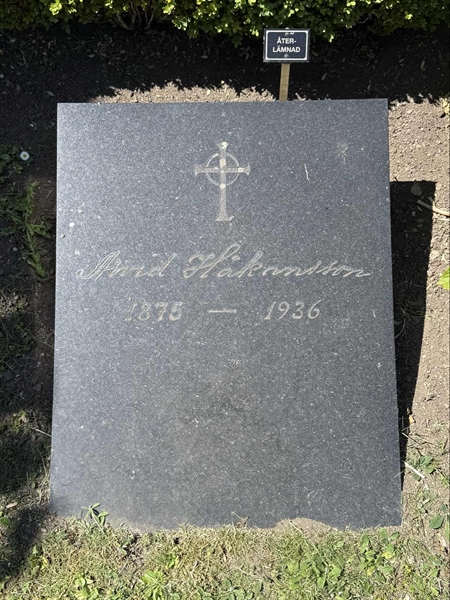 ÅTER-
LÄMNAD
Arvid Håkansson
1875 — 1936